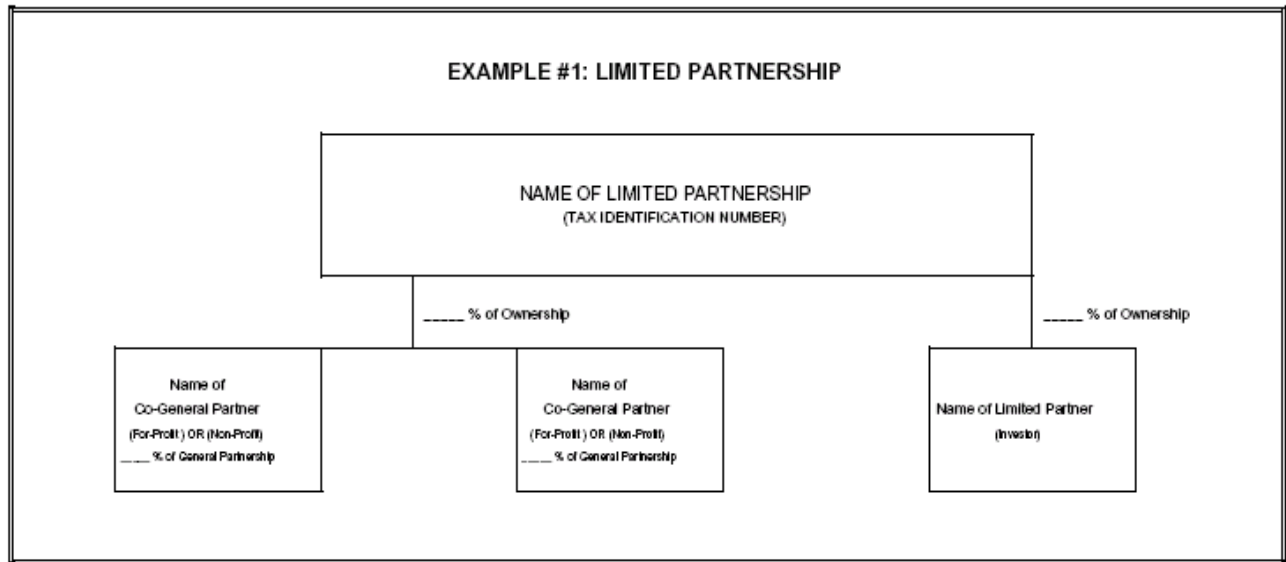 EXAMPLE #1: LIMITED PARTNERSHIP
NAME OF LIMITED PARTNERSHIP
(TAX IDENTIFICATION NUMBER)
_____ % of Ownership
_____ % of Ownership
Name of
Co-General Partner
(For-Profit ) OR (Non-Profit)
_____ % of General Partnership
Name of
Co-General Partner
(For-Profit ) OR (Non-Profit)
_____ % of General Partnership
Name of Limited Partner
(Investor)